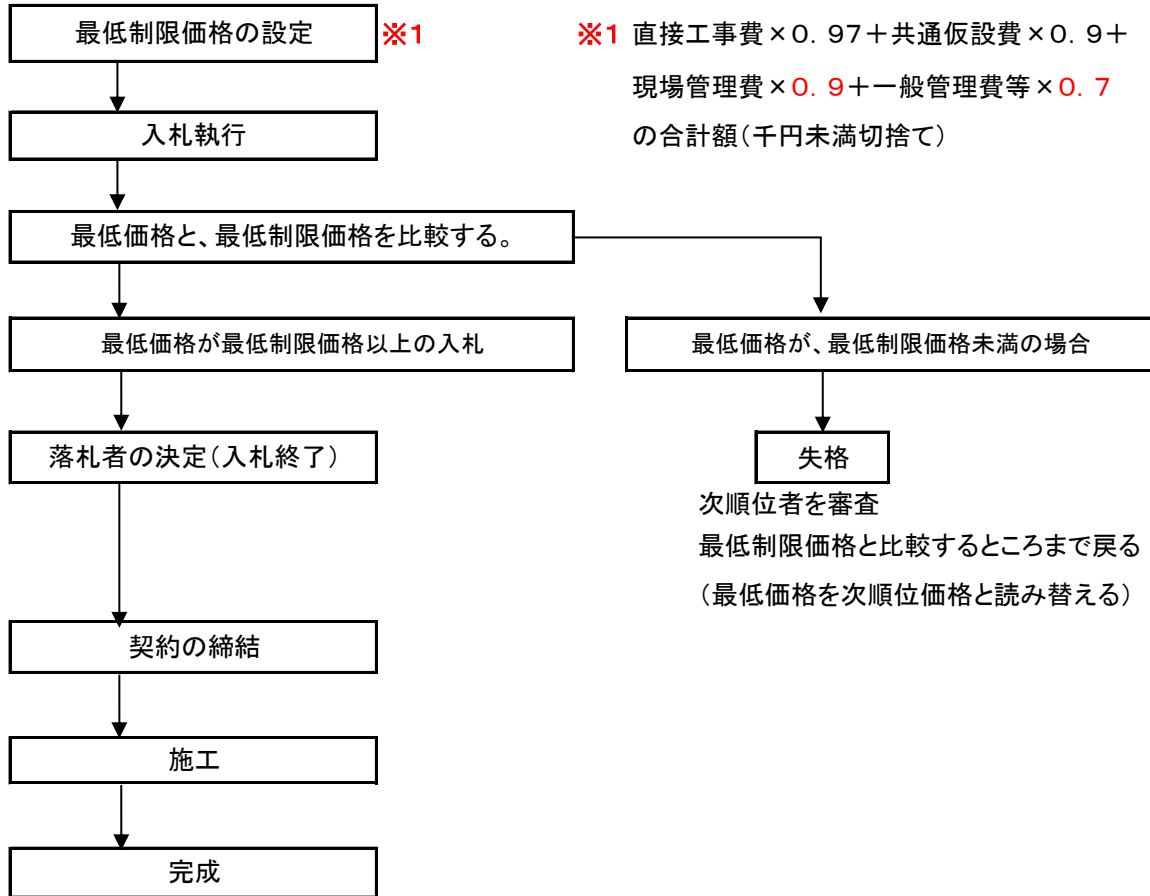 最低制限価格の設定
※1
※1 直接工事費×0．97＋共通仮設費×0．9＋
現場管理費×0．9＋一般管理費等×0．7
の合計額（千円未満切捨て）
入札執行
最低価格と、最低制限価格を比較する。
最低価格が最低制限価格以上の入札
最低価格が、最低制限価格未満の場合
落札者の決定（入札終了）
失格
次順位者を審査
最低制限価格と比較するところまで戻る
（最低価格を次順位価格と読み替える）
契約の締結
施工
完成